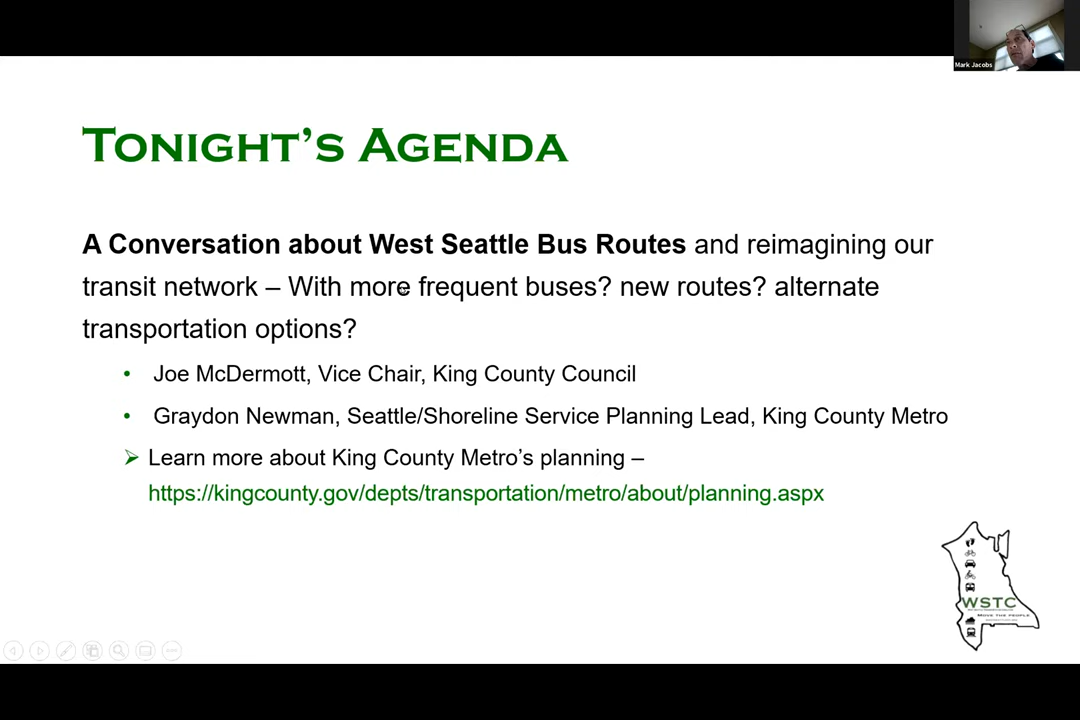 Mark Jacobs
TONIGHT'S AGENDA
A Conversation about West Seattle Bus Routes and reimagining our
transit network – With more frequent buses? new routes? alternate
transportation options?
• Joe McDermott, Vice Chair, King County Council
• Graydon Newman, Seattle/Shoreline Service Planning Lead, King County Metro
➢ Learn more about King County Metro's planning –
https://kingcounty.gov/depts/transportation/metro/about/planning.aspx
WSTC
MOVE THE PEOPLE